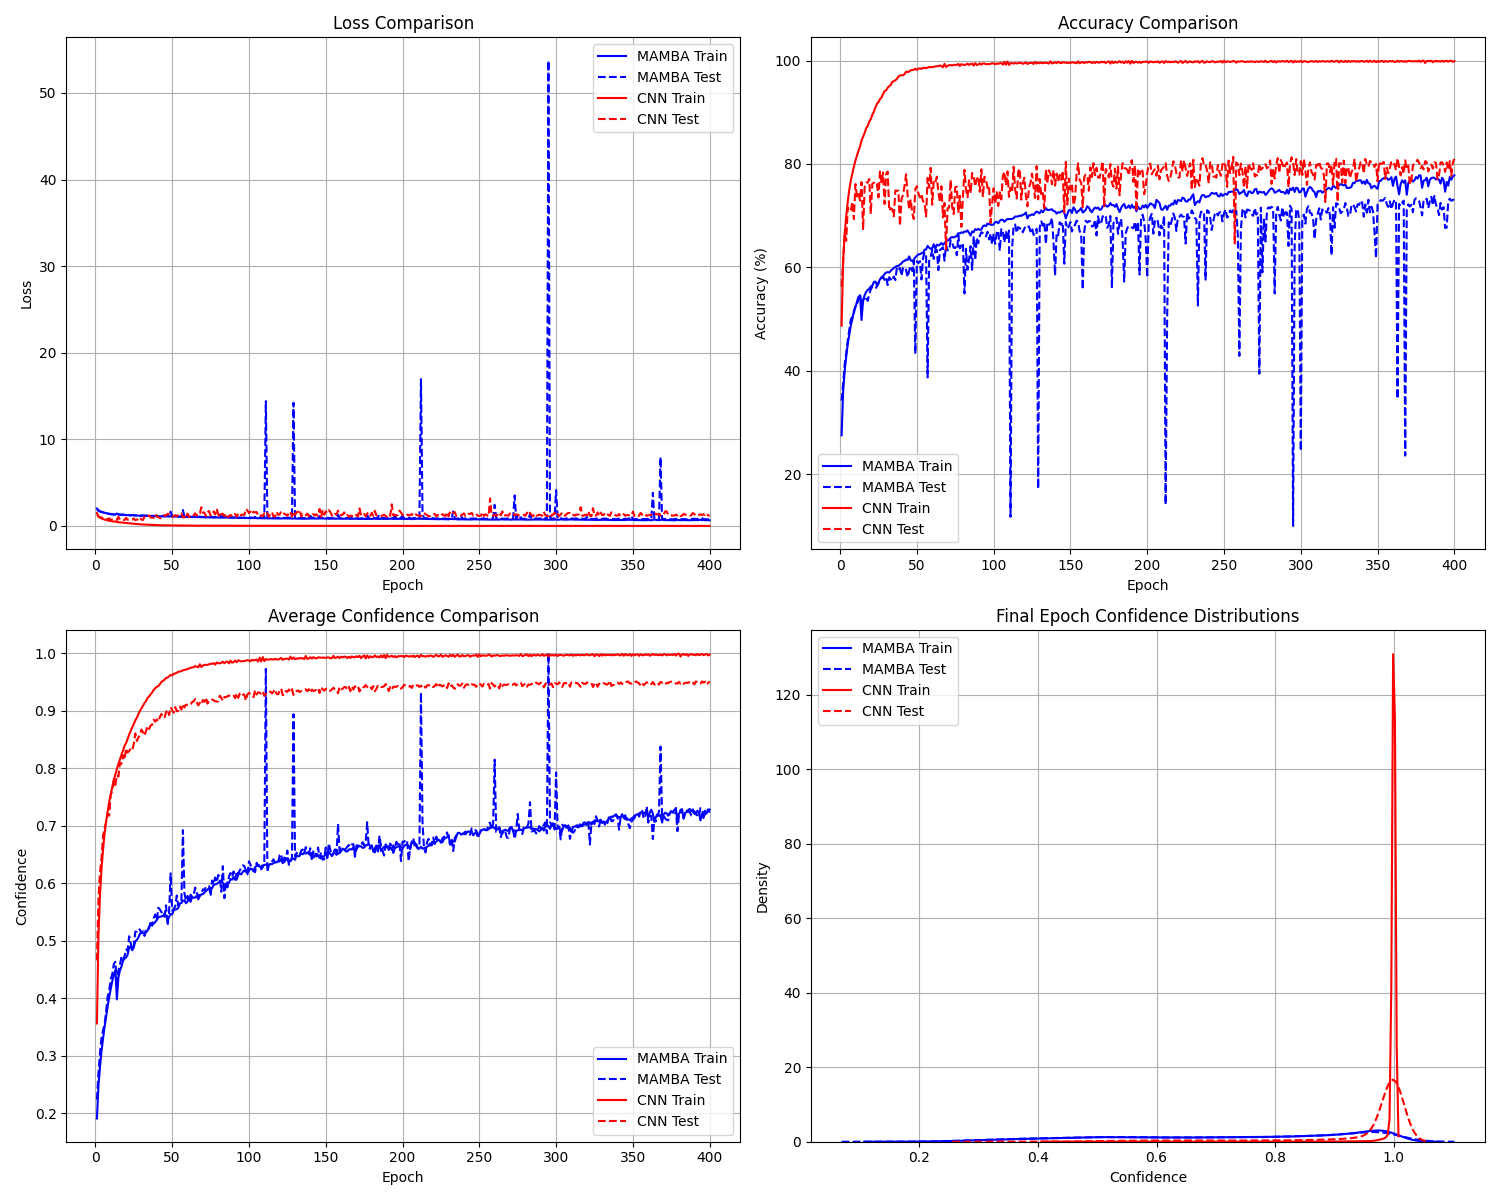 Loss Comparison
Loss
50
40
30
20
10
0
0 50 100 150 200 250 300 350 400
Epoch
MAMBA Train
MAMBA Test
CNN Train
CNN Test
Accuracy Comparison
Accuracy (%)
100
80
60
40
20
0 50 100 150 200 250 300 350 400
Epoch
MAMBA Train
MAMBA Test
CNN Train
CNN Test
Average Confidence Comparison
Confidence
1.0
0.9
0.8
0.7
0.6
0.5
0.4
0.3
0.2
0 50 100 150 200 250 300 350 400
Epoch
MAMBA Train
MAMBA Test
CNN Train
CNN Test
Final Epoch Confidence Distributions
Density
120
100
80
60
40
20
0
0.2 0.4 0.6 0.8 1.0
Confidence
MAMBA Train
MAMBA Test
CNN Train
CNN Test